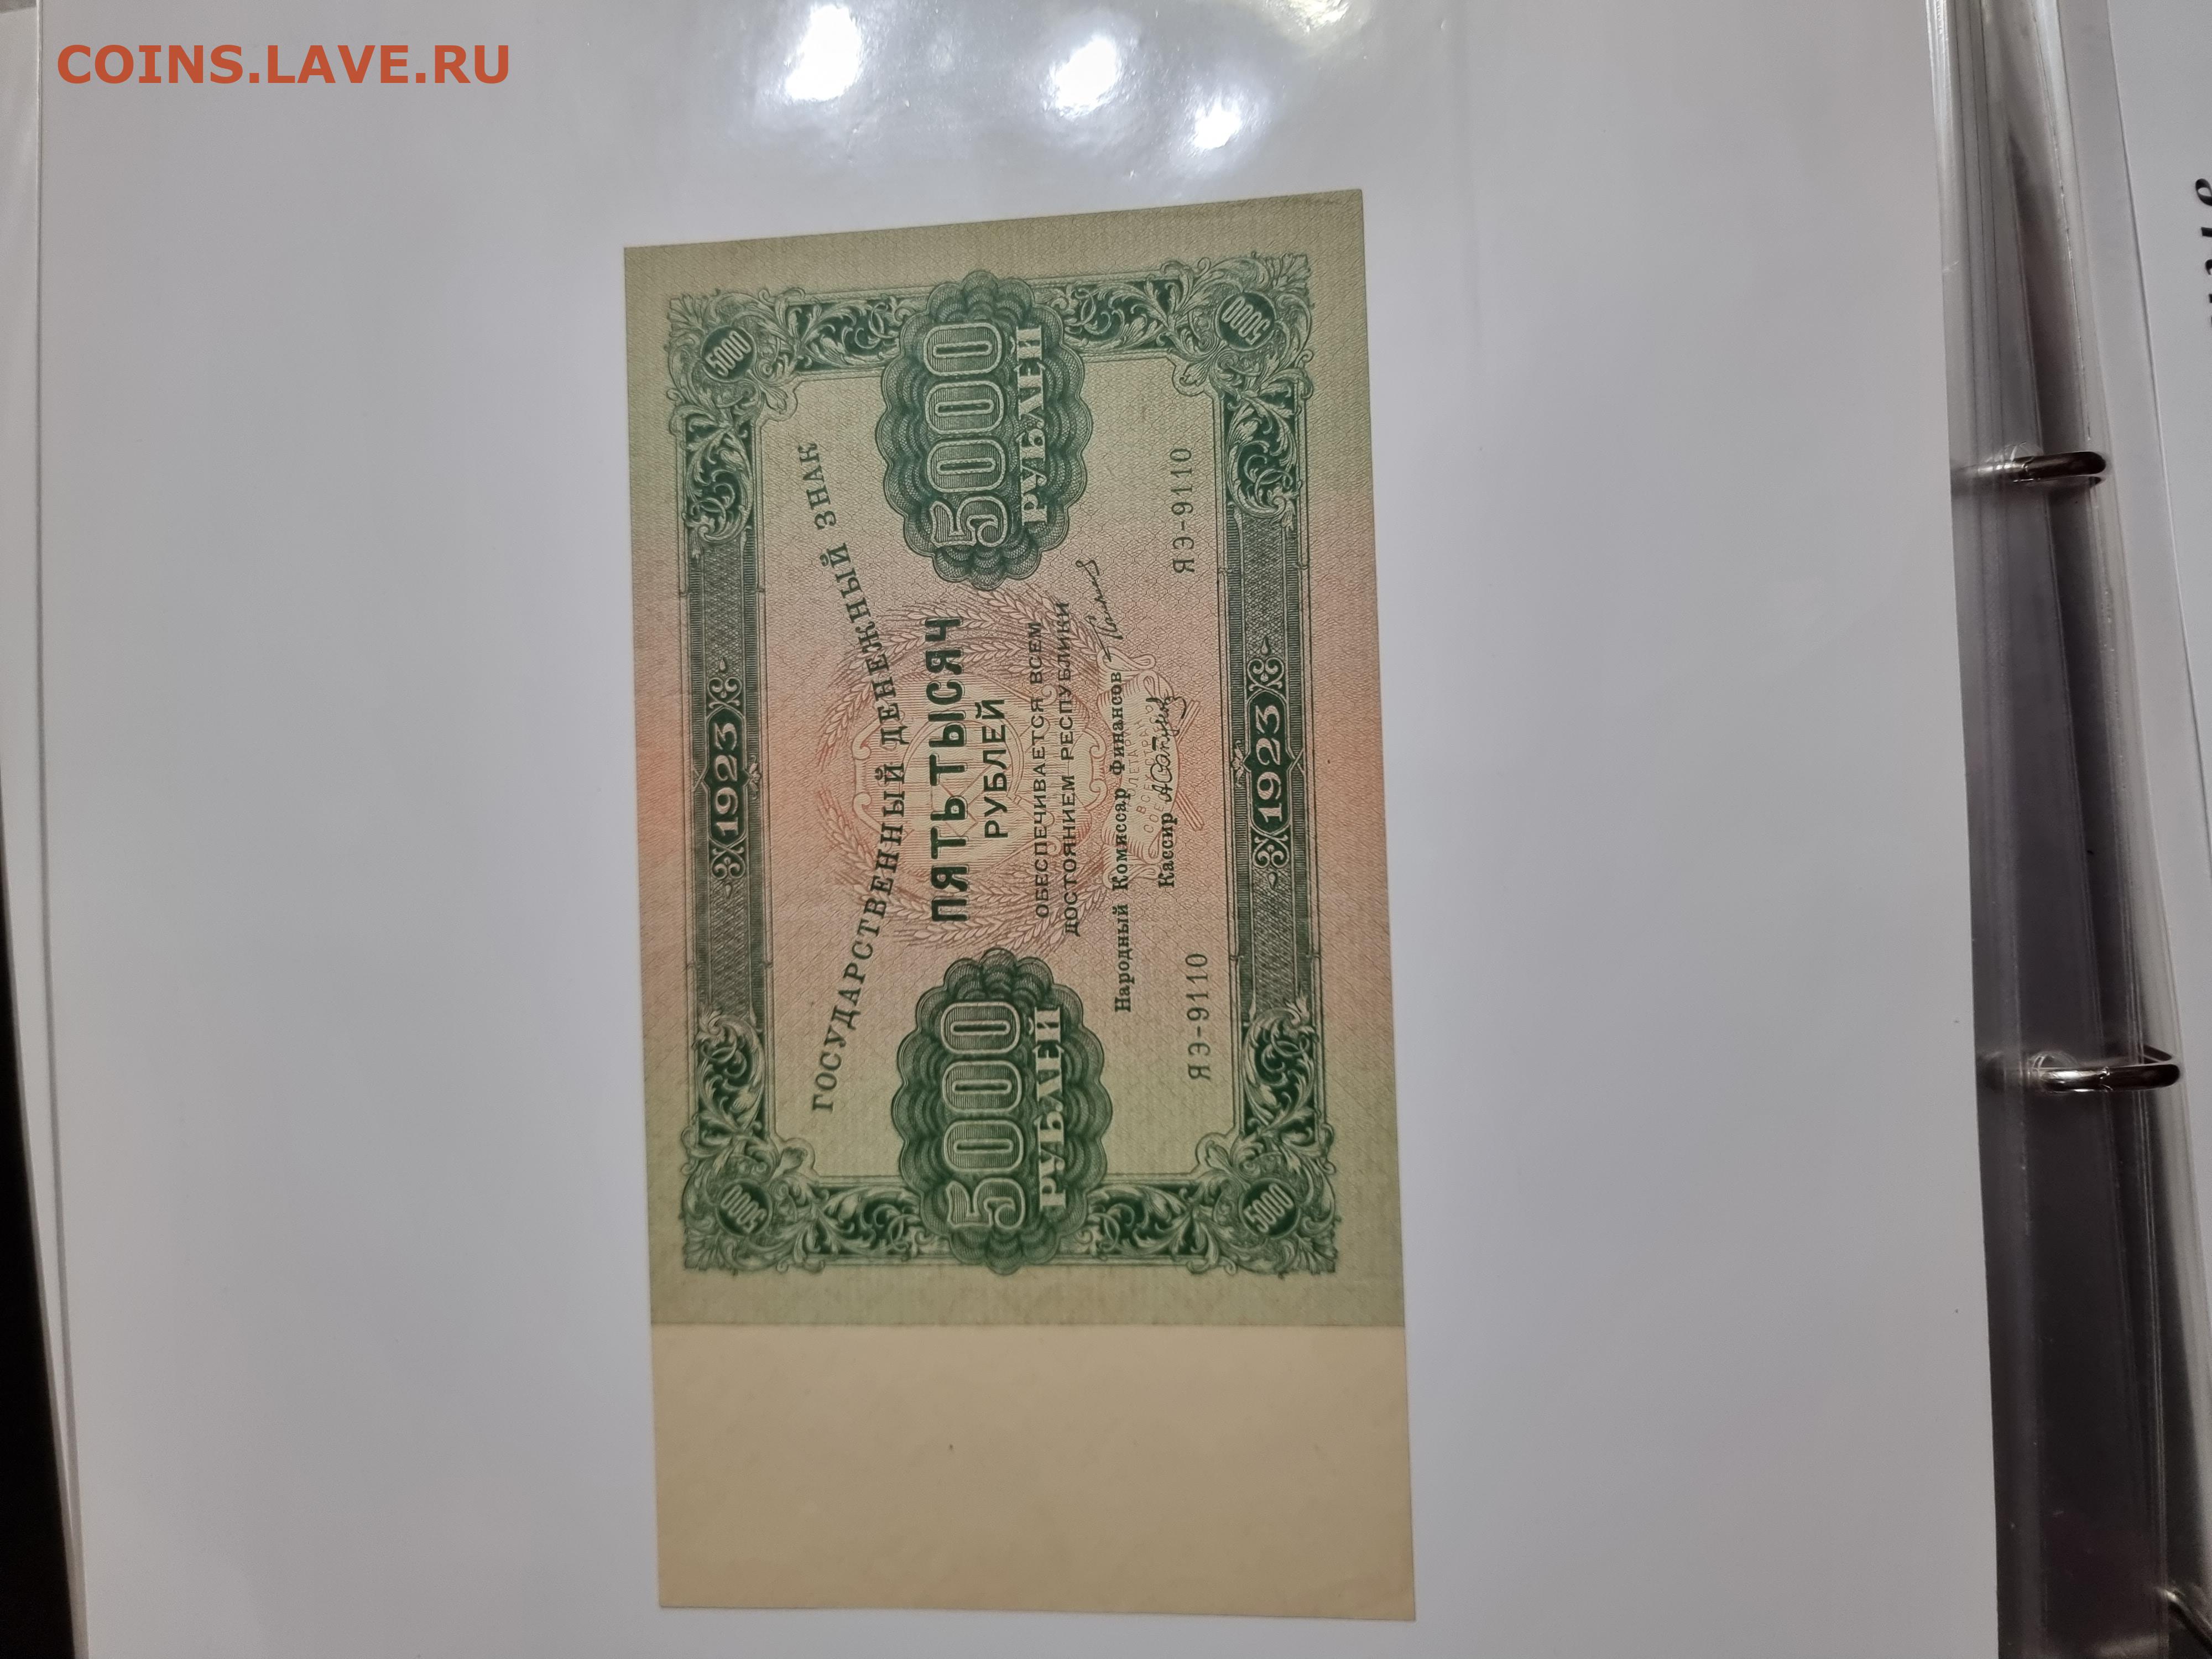 COINS.LAVE.RU
5000
1923
5000
ГОСУДАРСТВЕННЫЙ ДЕНЕЖНЫЙ ЗНАК
ПЯТЬ ТЫСЯЧ
РУБЛЕЙ
5000
РУБЛЕЙ
5000
РУБЛЕЙ
ОБЕСПЕЧИВАЕТСЯ ВСЕМ
ДОСТОЯНИЕМ РЕСПУБЛИКИ
Народный Комиссар Финансов
Кассир
ЯЭ-9110
ЯЭ-9110
5000
1923
5000